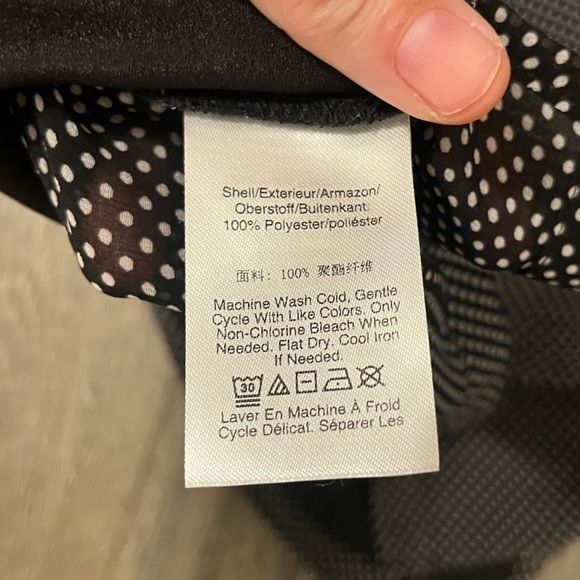 Shell/Exterieur/Armazon/
Oberstoff/Buitenkant:
100% Polyester/poliéster
面料: 100% 聚酯纤维
Machine Wash Cold, Gentle
Cycle With Like Colors. Only
Non-Chlorine Bleach When
Needed. Flat Dry. Cool Iron
If Needed.
30
Laver En Machine À Froid
Cycle Délicat. Séparer Les